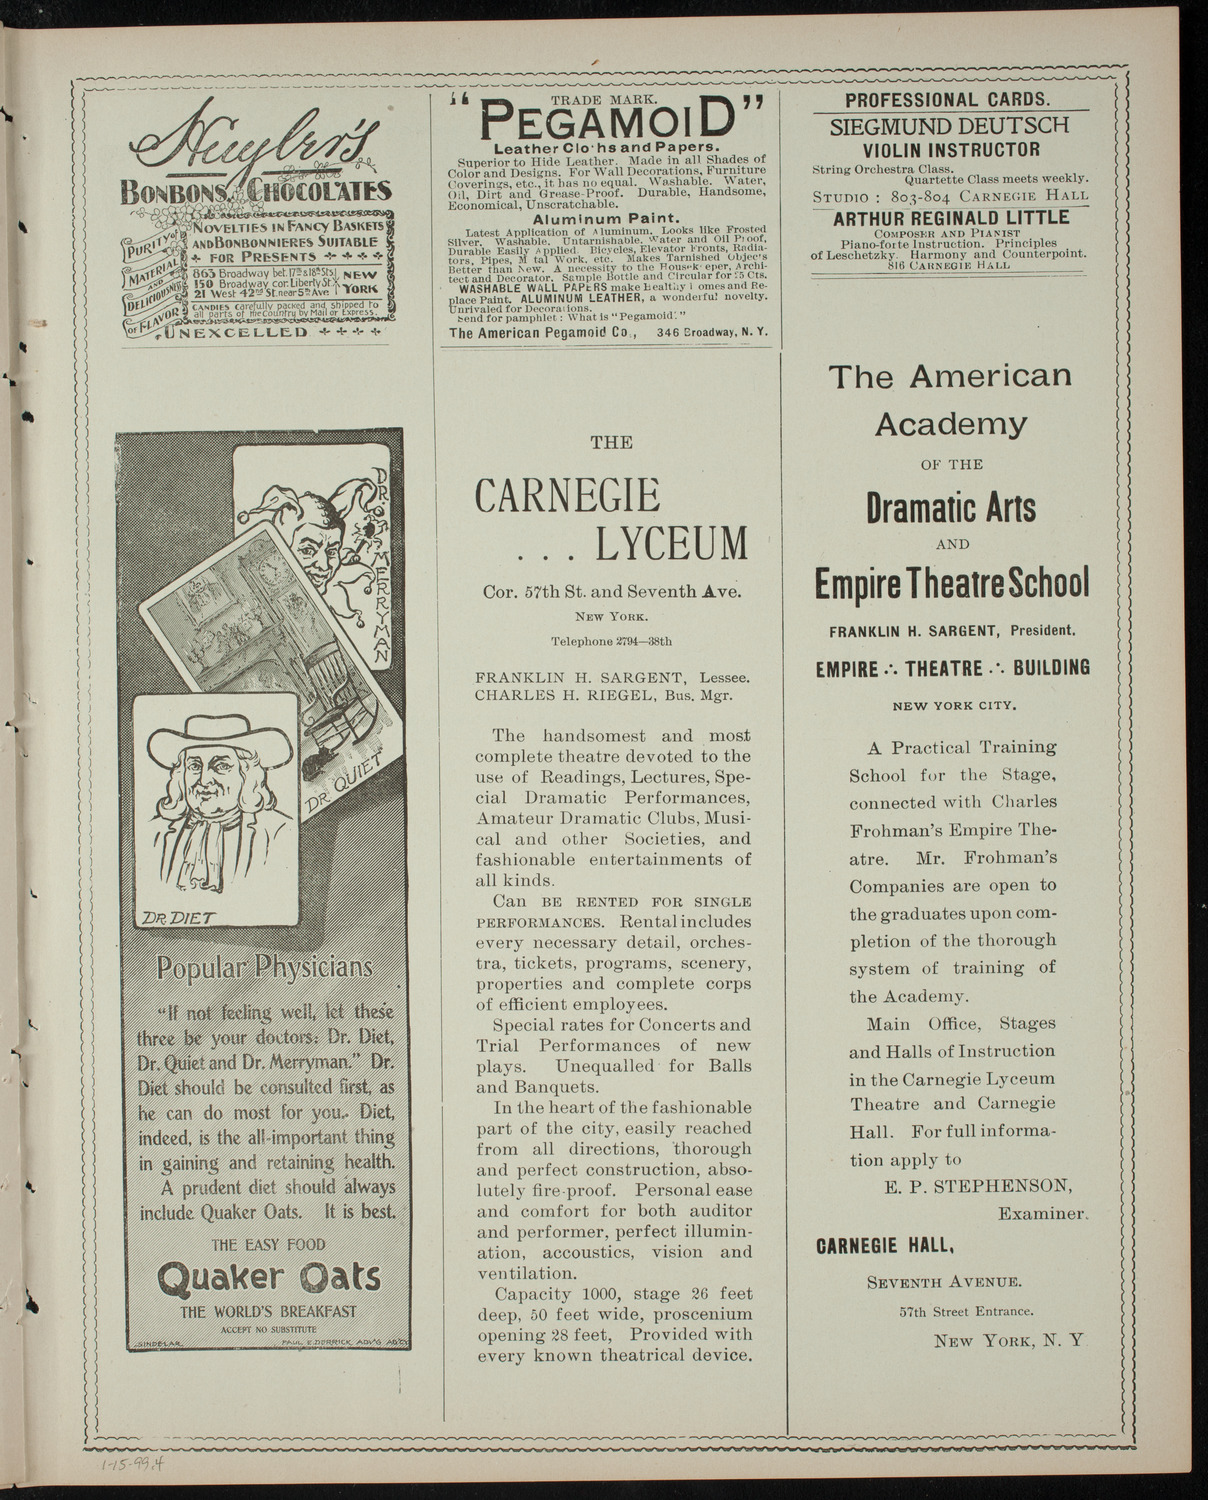 Huyler's
BONBONS. CHOCOLATES
NOVELTIES IN FANCY BASKETS
AND BONBONNIERES SUITABLE
FOR PRESENTS
PURITY of
MATERIAL
AND
DELICIOUSNESS
of FLAVOR
863 Broadway bet. 17th & 18th Sts
150 Broadway cor. Liberty St.
21 West 42nd St. near 5th Ave.
NEW
YORK
CANDIES carefully packed and shipped to
all parts of the Country by Mail or Express.
UNEXCELLED
DR. MERRYMAN
DR QUIET
DR DIET
Popular Physicians
"If not feeling well, let these
three be your doctors: Dr. Diet,
Dr. Quiet and Dr. Merryman." Dr.
Diet should be consulted first, as
he can do most for you. Diet,
indeed, is the all-important thing
in gaining and retaining health.
A prudent diet should always
include Quaker Oats. It is best.
THE EASY FOOD
Quaker Oats
THE WORLD'S BREAKFAST
ACCEPT NO SUBSTITUTE
SINDELAR
PAUL E. DERRICK ADV'G AG'CY
TRADE MARK.
"PEGAMOID"
Leather Cloths and Papers.
Superior to Hide Leather. Made in all Shades of
Color and Designs. For Wall Decorations, Furniture
Coverings, etc., it has no equal. Washable. Water,
Oil, Dirt and Grease-Proof. Durable, Handsome,
Economical, Unscratchable.
Aluminum Paint.
Latest Application of Aluminum. Looks like Frosted
Silver. Washable. Untarnishable. Water and Oil Proof,
Durable Easily Applied. Bicycles, Elevator Fronts, Radia-
tors, Pipes, M tal Work, etc. Makes Tarnished Objects
Better than New. A necessity to the Housek eper, Archi-
tect and Decorator. Sample Bottle and Circular for 25 Cts.
WASHABLE WALL PAPERS make Healthy Homes and Re-
place Paint. ALUMINUM LEATHER, a wonderful novelty.
Unrivaled for Decorations.
Send for pamphlet: What is "Pegamoid."
The American Pegamoid Co., 346 Broadway, N. Y.
THE
CARNEGIE
... LYCEUM
Cor. 57th St. and Seventh Ave.
NEW YORK.
Telephone 2794—38th
FRANKLIN H. SARGENT, Lessee.
CHARLES H. RIEGEL, Bus. Mgr.
The handsomest and most
complete theatre devoted to the
use of Readings, Lectures, Spe-
cial Dramatic Performances,
Amateur Dramatic Clubs, Musi-
cal and other Societies, and
fashionable entertainments of
all kinds.
Can BE RENTED FOR SINGLE
PERFORMANCES. Rental includes
every necessary detail, orches-
tra, tickets, programs, scenery,
properties and complete corps
of efficient employees.
Special rates for Concerts and
Trial Performances of new
plays. Unequalled for Balls
and Banquets.
In the heart of the fashionable
part of the city, easily reached
from all directions, thorough
and perfect construction, abso-
lutely fire-proof. Personal ease
and comfort for both auditor
and performer, perfect illumin-
ation, accoustics, vision and
ventilation.
Capacity 1000, stage 26 feet
deep, 50 feet wide, proscenium
opening 28 feet, Provided with
every known theatrical device.
PROFESSIONAL CARDS.
SIEGMUND DEUTSCH
VIOLIN INSTRUCTOR
String Orchestra Class.
Quartette Class meets weekly.
STUDIO: 803-804 CARNEGIE HALL
ARTHUR REGINALD LITTLE
COMPOSER AND PIANIST
Piano-forte Instruction. Principles
of Leschetzky. Harmony and Counterpoint.
816 CARNEGIE HALL
The American
Academy
OF THE
Dramatic Arts
AND
Empire Theatre School
FRANKLIN H. SARGENT, President.
EMPIRE ∴ THEATRE ∴ BUILDING
NEW YORK CITY.
A Practical Training
School for the Stage,
connected with Charles
Frohman's Empire The-
atre. Mr. Frohman's
Companies are open to
the graduates upon com-
pletion of the thorough
system of training of
the Academy.
Main Office, Stages
and Halls of Instruction
in the Carnegie Lyceum
Theatre and Carnegie
Hall. For full informa-
tion apply to
E. P. STEPHENSON,
Examiner.
CARNEGIE HALL,
SEVENTH AVENUE.
57th Street Entrance.
NEW YORK, N. Y
1-15-99.4